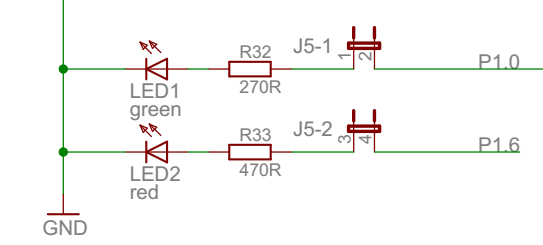 R32
J5-1
1
2
P1.0
LED1
green
270R
R33
J5-2
3
4
P1.6
LED2
red
470R
GND